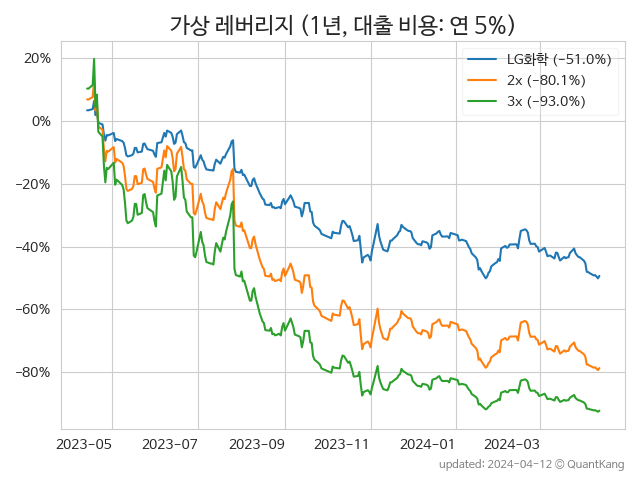 가상 레버리지 (1년, 대출 비용: 연 5%)
LG화학 (−51.0%)
2x (−80.1%)
3x (−93.0%)
20%
0%
−20%
−40%
−60%
−80%
2023-05 2023-07 2023-09 2023-11 2024-01 2024-03
updated: 2024-04-12 © QuantKang